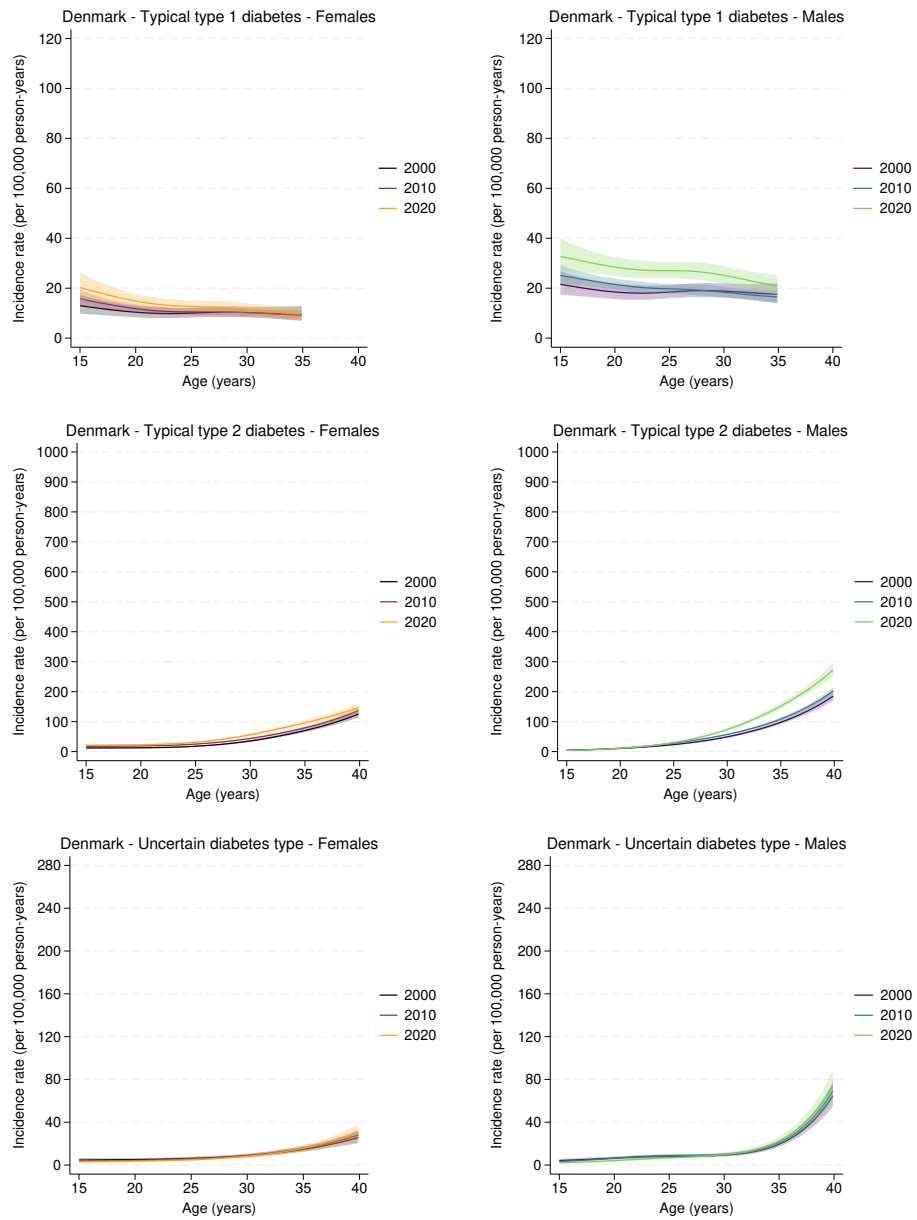 Denmark - Typical type 1 diabetes - Females
Incidence rate (per 100,000 person-years)
120
100
80
60
40
20
0
15 20 25 30 35 40
Age (years)
2000
2010
2020
Denmark - Typical type 1 diabetes - Males
Incidence rate (per 100,000 person-years)
120
100
80
60
40
20
0
15 20 25 30 35 40
Age (years)
2000
2010
2020
Denmark - Typical type 2 diabetes - Females
Incidence rate (per 100,000 person-years)
1000
900
800
700
600
500
400
300
200
100
0
15 20 25 30 35 40
Age (years)
2000
2010
2020
Denmark - Typical type 2 diabetes - Males
Incidence rate (per 100,000 person-years)
1000
900
800
700
600
500
400
300
200
100
0
15 20 25 30 35 40
Age (years)
2000
2010
2020
Denmark - Uncertain diabetes type - Females
Incidence rate (per 100,000 person-years)
280
240
200
160
120
80
40
0
15 20 25 30 35 40
Age (years)
2000
2010
2020
Denmark - Uncertain diabetes type - Males
Incidence rate (per 100,000 person-years)
280
240
200
160
120
80
40
0
15 20 25 30 35 40
Age (years)
2000
2010
2020